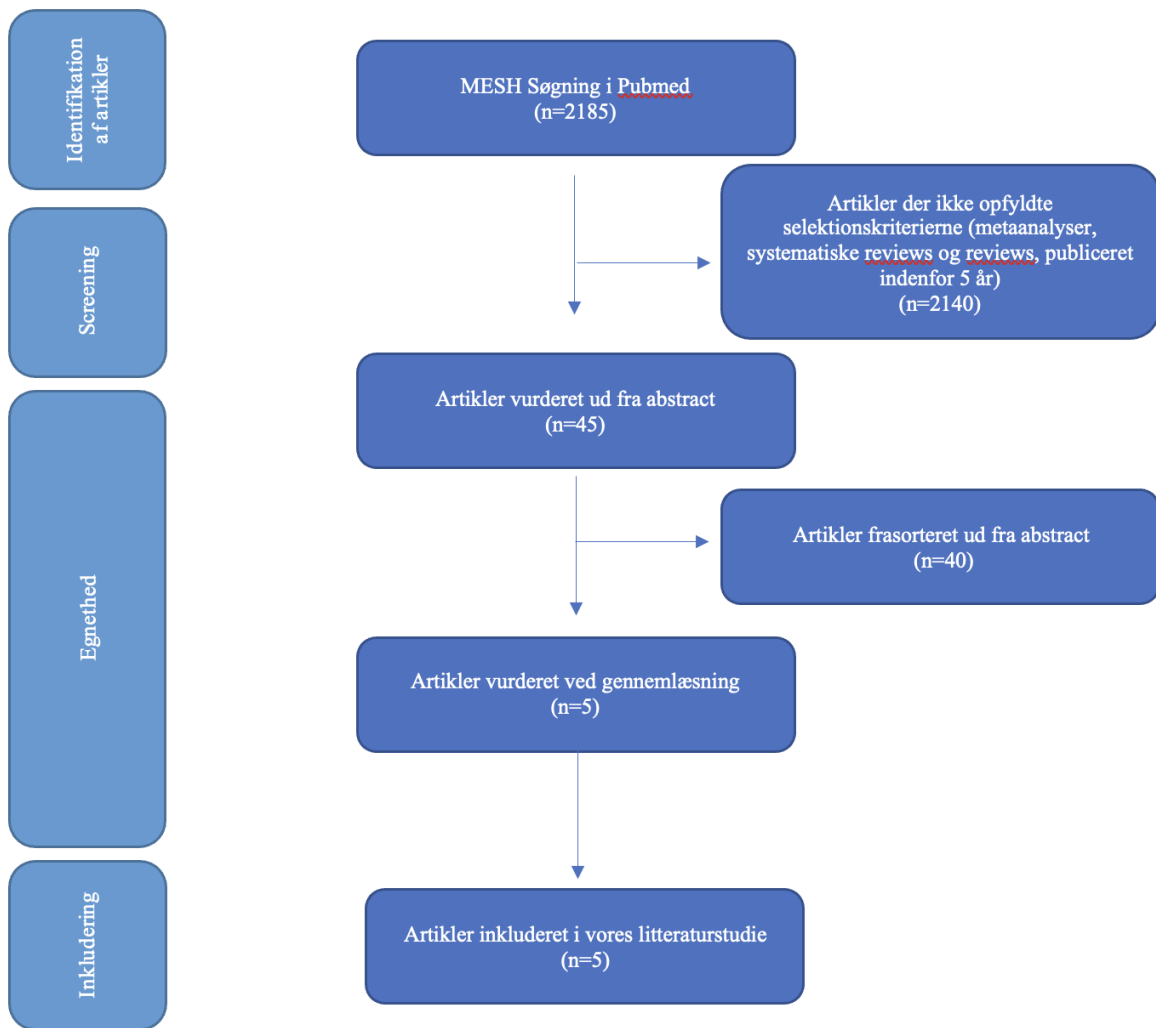 Identifikation
af artikler
MESH Søgning i Pubmed
(n=2185)
Artikler der ikke opfyldte
selektionskriterierne (metaanalyser,
systematiske reviews og reviews, publiceret
indenfor 5 år)
(n=2140)
Screening
Artikler vurderet ud fra abstract
(n=45)
Artikler frasorteret ud fra abstract
(n=40)
Egnethed
Artikler vurderet ved gennemlæsning
(n=5)
Inkludering
Artikler inkluderet i vores litteraturstudie
(n=5)